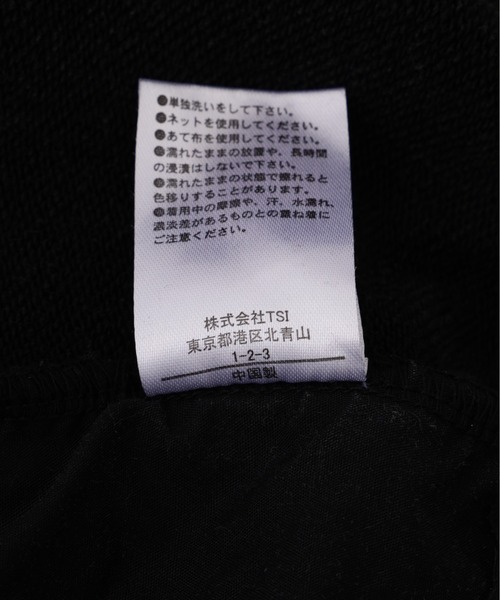 ●単独洗いをして下さい。
●ネットを使用してください。
●あて布を使用してください。
●濡れたままの放置や、長時間
の浸漬はしないで下さい。
●濡れたままの状態で擦れると
色移りすることがあります。
●着用中の摩擦や、汗、水濡れ、
濃淡差があるものとの重ね着に
ご注意ください。
株式会社TSI
東京都港区北青山
1-2-3
中国製